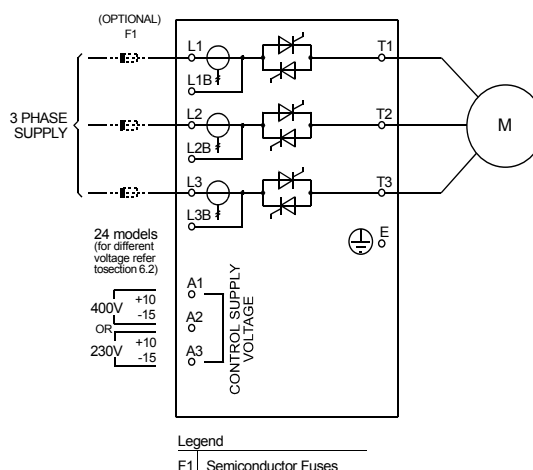 (OPTIONAL)
F1
L1
T1
L1B
3 PHASE
SUPPLY
L2
T2
M
L2B
L3
T3
L3B
E
24 models
(for different
voltage refer
tosection 6.2)
400V
+10
-15
OR
230V
+10
-15
A1
A2
A3
CONTROL SUPPLY
VOLTAGE
Legend
F1 Semiconductor Fuses